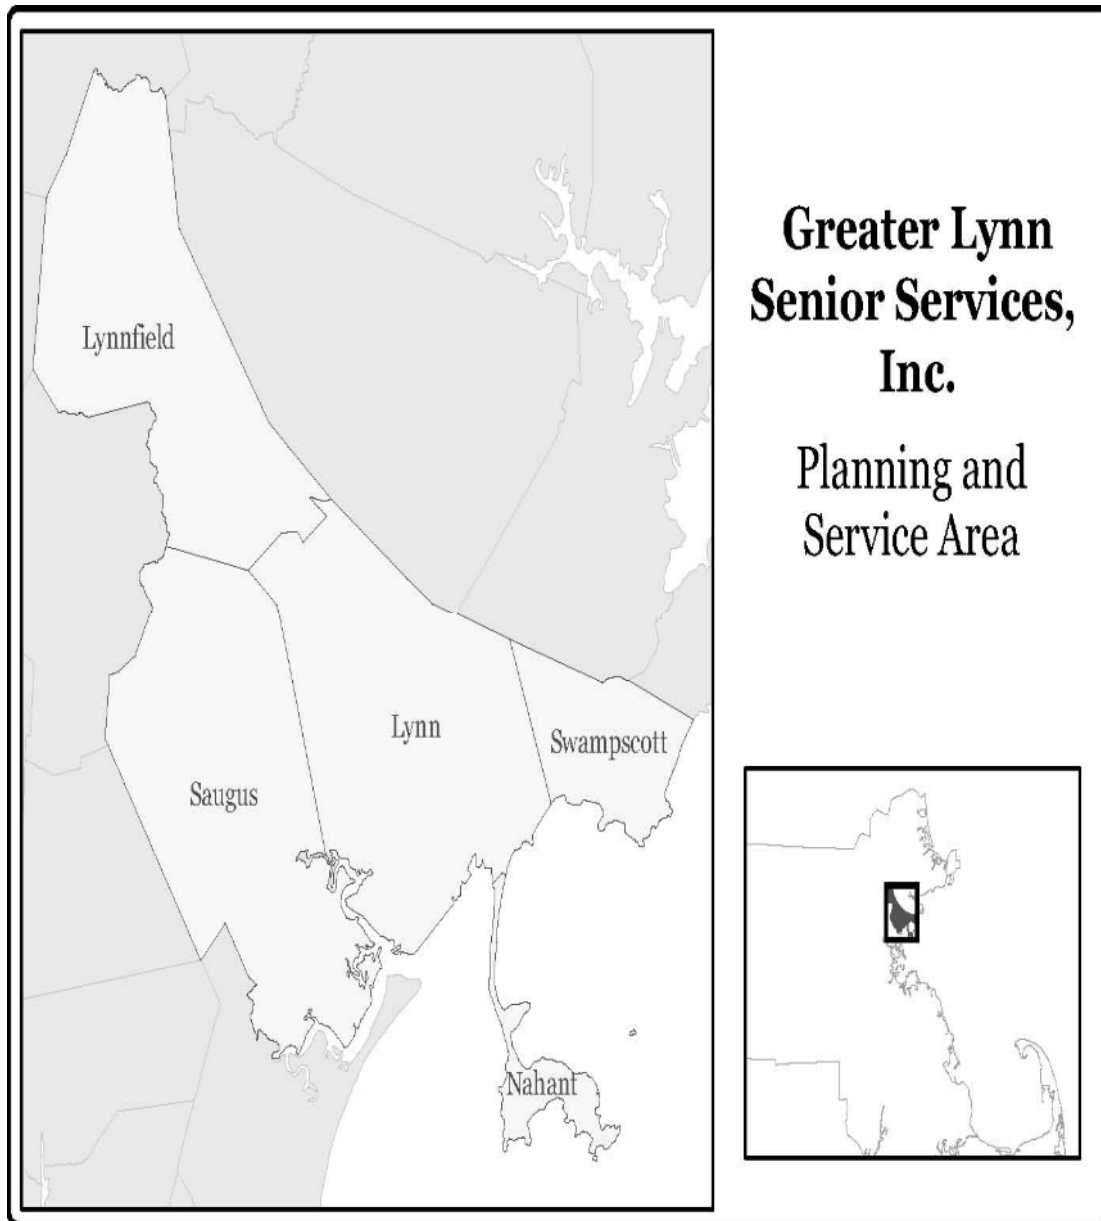 Greater Lynn
Senior Services,
Inc.
Planning and
Service Area
Lynnfield
Lynn
Swampscott
Saugus
Nahant